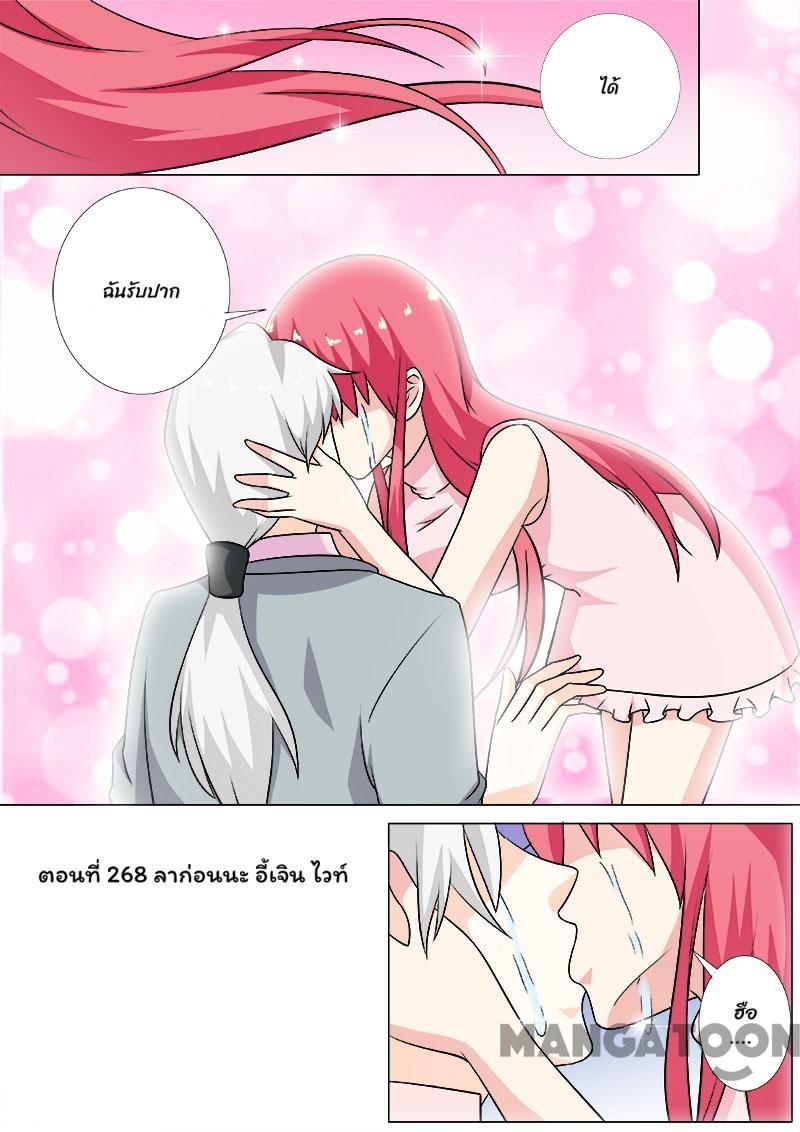 ได้
ฉันรับปาก
ตอนที่ 268 ลาก่อนนะ อี้เจิน ไวท์
ฮือ
....
MANGATOON